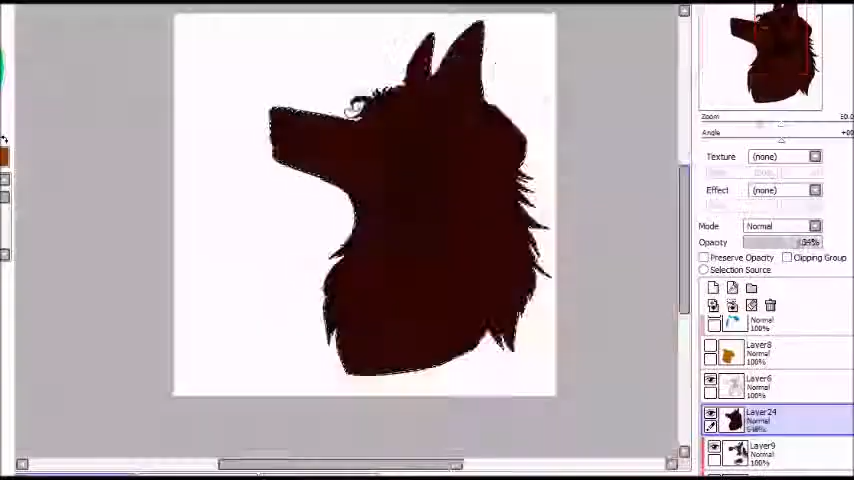 Zoom
Angle
Texture (none)
Effect (none)
Mode Normal
Opacity
Preserve Opacity Clipping Group
Selection Source
Normal
100%
Layer8
Normal
100%
Layer6
Normal
100%
Layer24
Normal
Layer9
Normal
100%